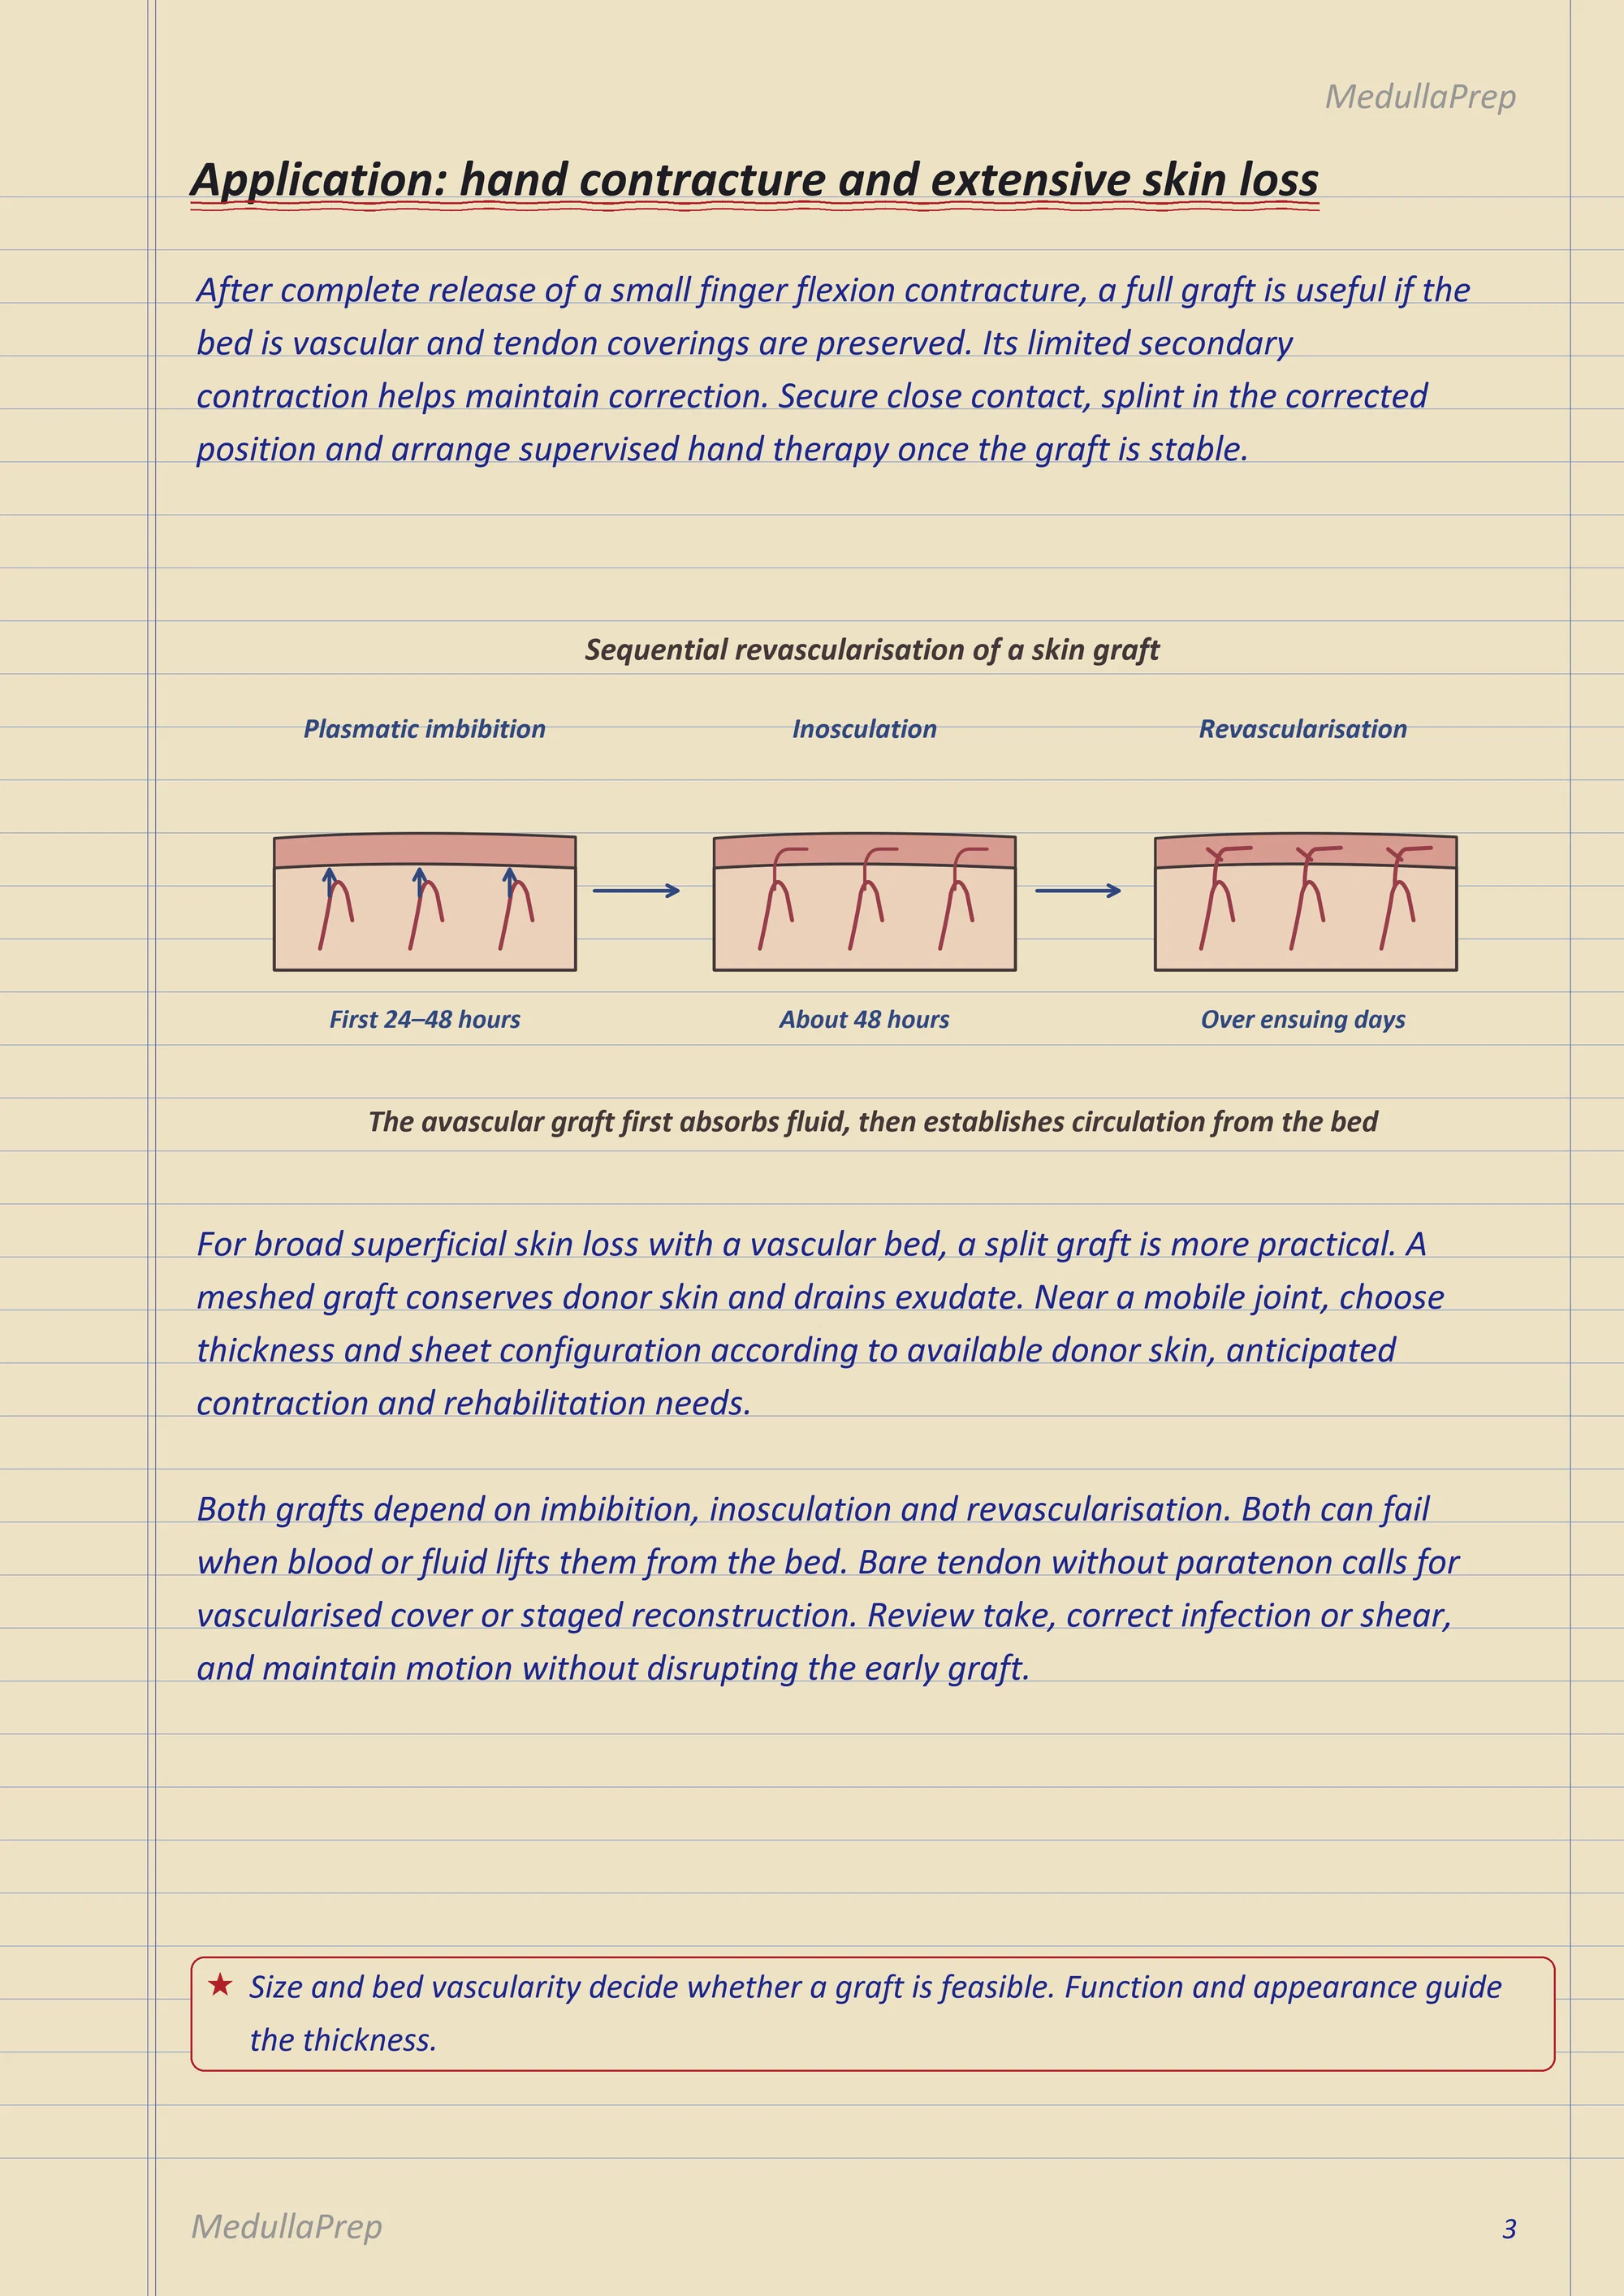 MedullaPrep
Application: hand contracture and extensive skin loss
After complete release of a small finger flexion contracture, a full graft is useful if the
bed is vascular and tendon coverings are preserved. Its limited secondary
contraction helps maintain correction. Secure close contact, splint in the corrected
position and arrange supervised hand therapy once the graft is stable.
Sequential revascularisation of a skin graft
Plasmatic imbibition Inosculation Revascularisation
First 24–48 hours About 48 hours Over ensuing days
The avascular graft first absorbs fluid, then establishes circulation from the bed
For broad superficial skin loss with a vascular bed, a split graft is more practical. A
meshed graft conserves donor skin and drains exudate. Near a mobile joint, choose
thickness and sheet configuration according to available donor skin, anticipated
contraction and rehabilitation needs.
Both grafts depend on imbibition, inosculation and revascularisation. Both can fail
when blood or fluid lifts them from the bed. Bare tendon without paratenon calls for
vascularised cover or staged reconstruction. Review take, correct infection or shear,
and maintain motion without disrupting the early graft.
★ Size and bed vascularity decide whether a graft is feasible. Function and appearance guide
the thickness.
MedullaPrep 3